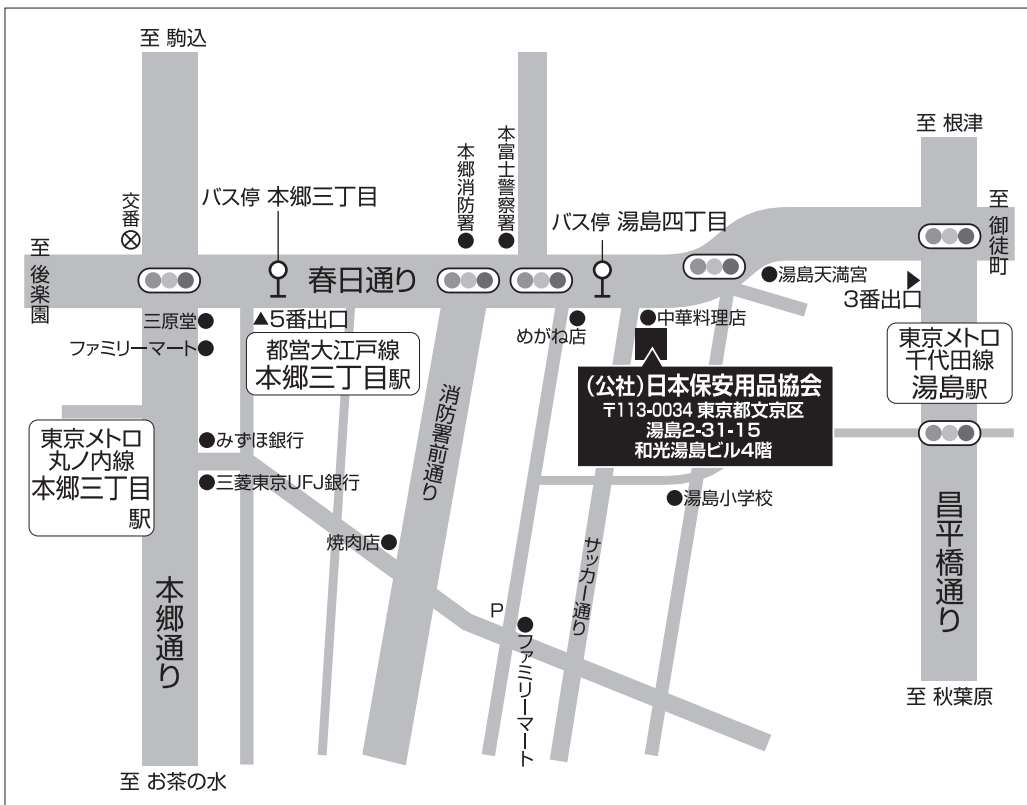 至 駒込
至 根津
交番
バス停 本郷三丁目
本郷消防署
本富士警察署
バス停 湯島四丁目
至 御徒町
至 後楽園
春日通り
湯島天満宮
3番出口
三原堂
▲5番出口
めがね店
中華料理店
ファミリーマート
都営大江戸線
本郷三丁目駅
東京メトロ
千代田線
湯島駅
(公社)日本保安用品協会
〒113-0034 東京都文京区
湯島2-31-15
和光湯島ビル4階
消防署前通り
東京メトロ
丸ノ内線
本郷三丁目
駅
みずほ銀行
三菱東京UFJ銀行
湯島小学校
焼肉店
サッカー通り
昌平橋通り
本郷通り
P
ファミリーマート
至 秋葉原
至 お茶の水